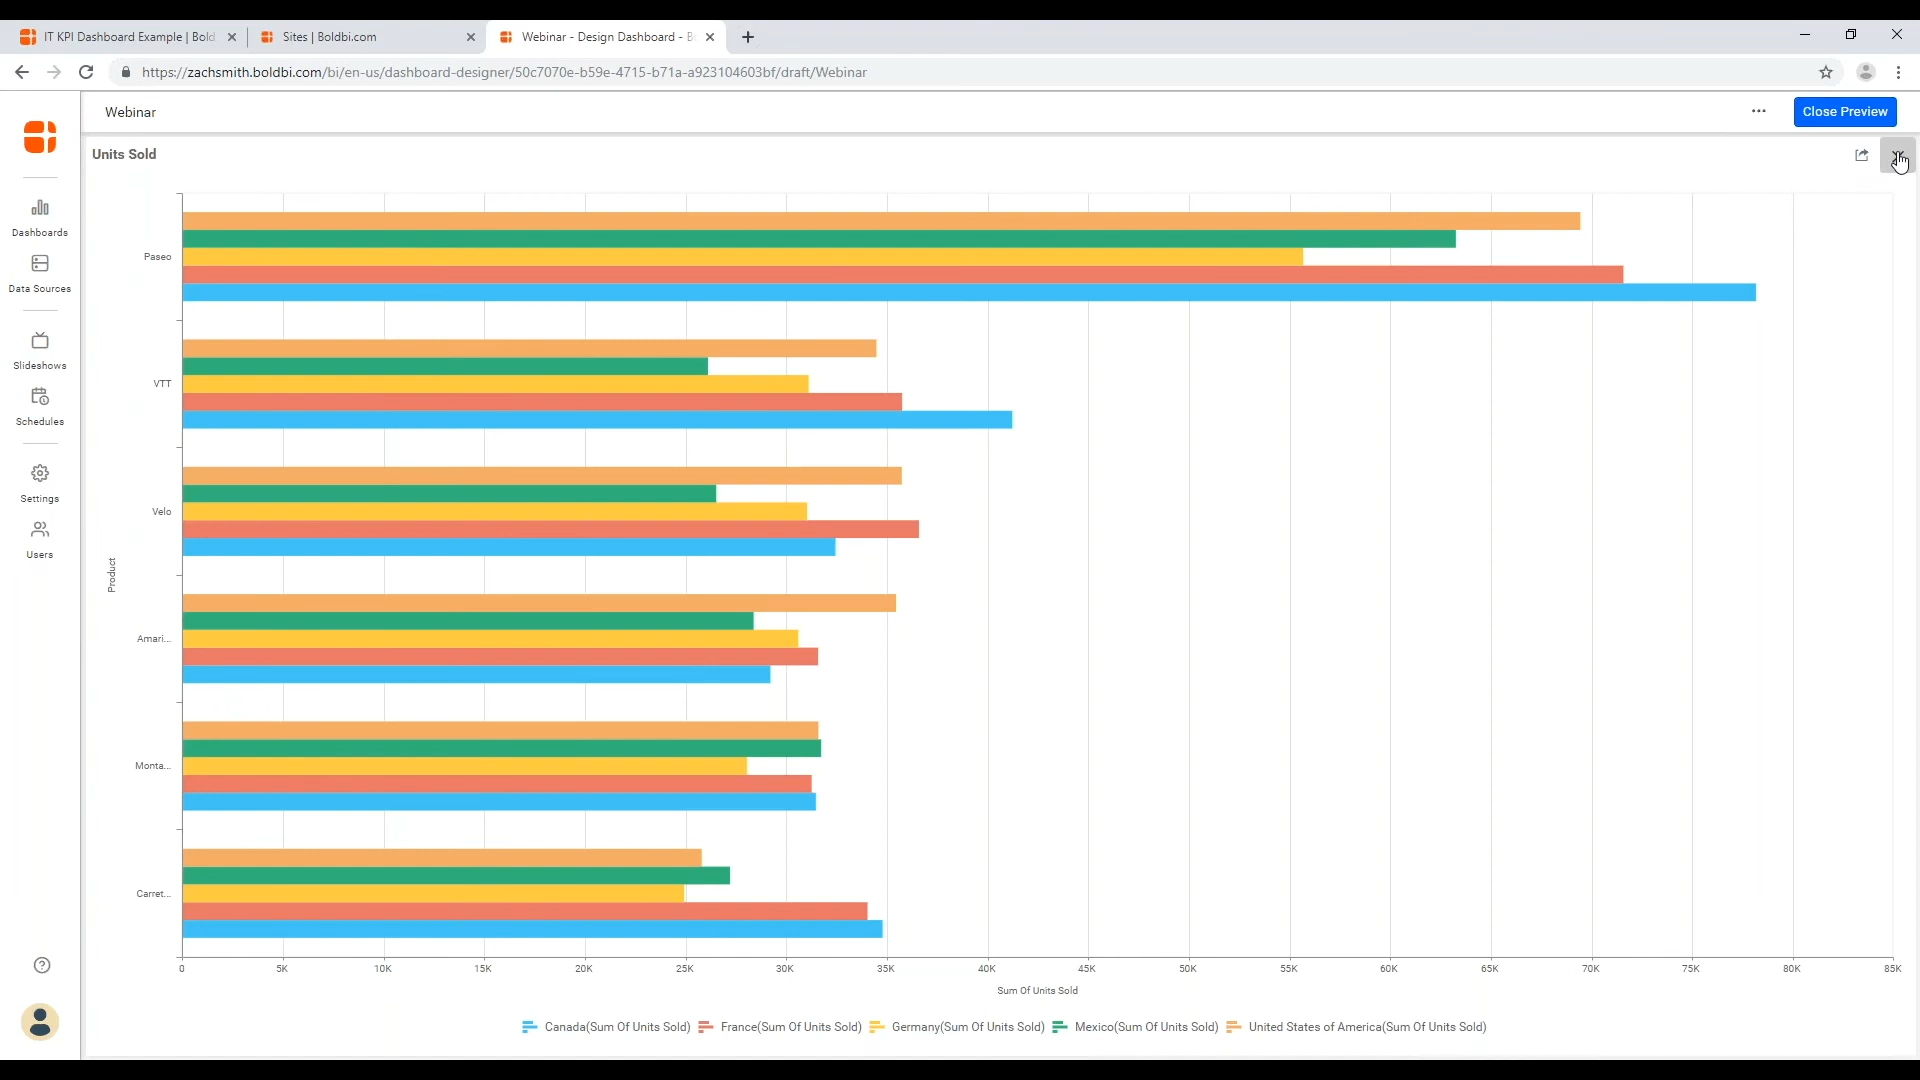 IT KPI Dashboard Example | Bold
Sites | Boldbi.com
Webinar - Design Dashboard - B
https://zachsmith.boldbi.com/bi/en-us/dashboard-designer/50c7070e-b59e-4715-b71a-a923104603bf/draft/Webinar
Webinar
Close Preview
Units Sold
Dashboards
Data Sources
Slideshows
Schedules
Settings
Users
Product
Paseo
VTT
Velo
Amari...
Monta...
Carret...
0 5K 10K 15K 20K 25K 30K 35K 40K 45K 50K 55K 60K 65K 70K 75K 80K 85K
Sum Of Units Sold
Canada(Sum Of Units Sold) France(Sum Of Units Sold) Germany(Sum Of Units Sold) Mexico(Sum Of Units Sold) United States of America(Sum Of Units Sold)